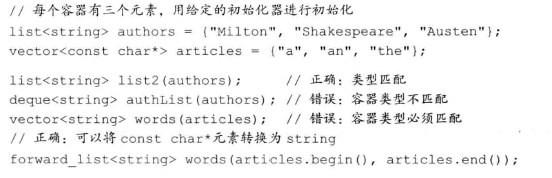 // 每个容器有三个元素，用给定的初始化器进行初始化
list<string> authors = {"Milton", "Shakespeare", "Austen"};
vector<const char*> articles = {"a", "an", "the"};
list<string> list2(authors); // 正确：类型匹配
deque<string> authList(authors); // 错误：容器类型不匹配
vector<string> words(articles); // 错误：容器类型必须匹配
// 正确：可以将 const char*元素转换为 string
forward_list<string> words(articles.begin(), articles.end());